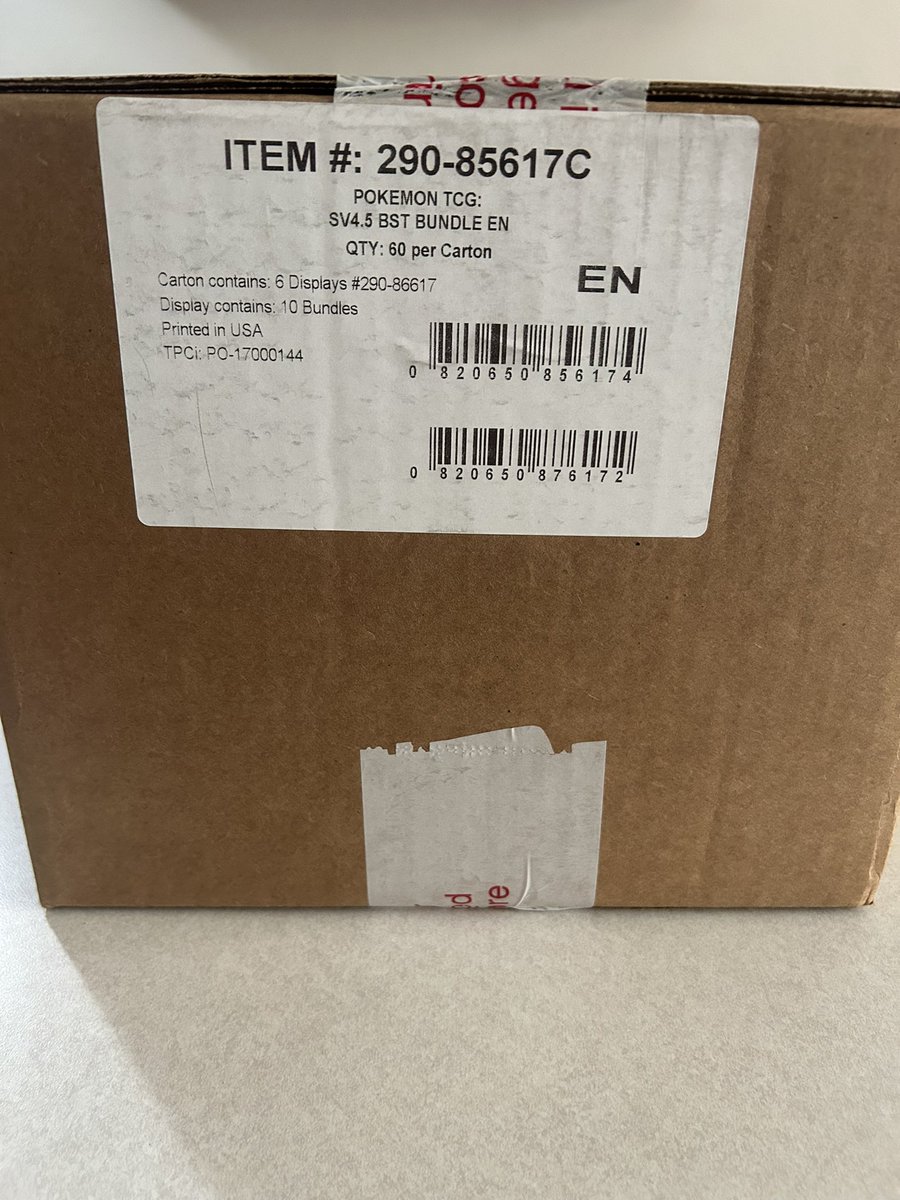 ITEM #: 290-85617C
POKEMON TCG:
SV4.5 BST BUNDLE EN
QTY: 60 per Carton
EN
Carton contains: 6 Displays #290-86617
Display contains: 10 Bundles
Printed in USA
TPCi: PO-17000144
0 820650 856174
0 820650 876172